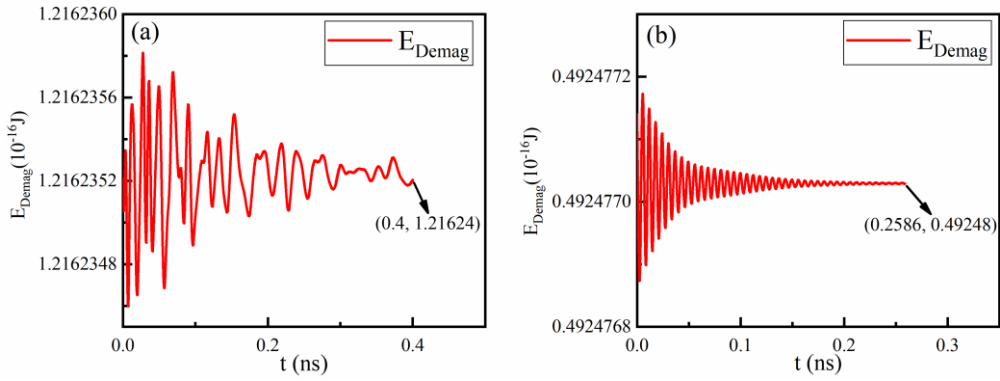 (a)
E_Demag
1.2162360
1.2162356
1.2162352
1.2162348
E_Demag(10^-16J)
(0.4, 1.21624)
0.0
0.2
0.4
t (ns)
(b)
E_Demag
0.4924772
0.4924770
0.4924768
E_Demag(10^-16J)
(0.2586, 0.49248)
0.0
0.1
0.2
0.3
t (ns)